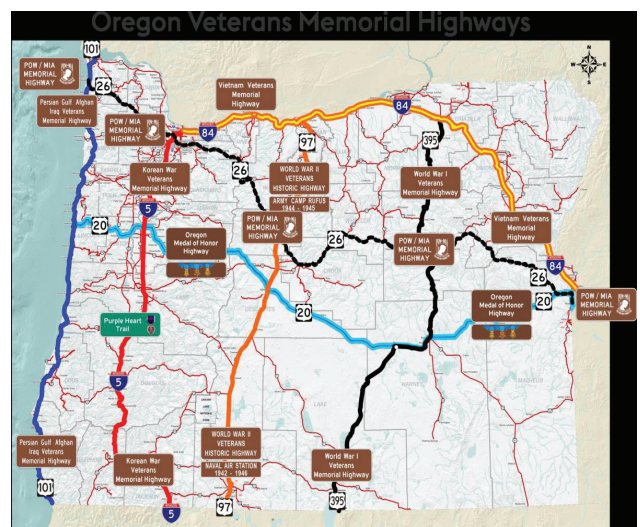 Oregon Veterans Memorial Highways
101
N
W
E
S
POW / MIA
MEMORIAL
HIGHWAY
26
Persian Gulf Afghan
Iraq Veterans
Memorial Highway
POW / MIA
MEMORIAL
HIGHWAY
Vietnam Veterans
Memorial
Highway
84
84
97
395
Korean War
Veterans
Memorial Highway
26
WORLD WAR II
VETERANS
HISTORIC HIGHWAY
ARMY CAMP RUFUS
1944 - 1945
World War I
Veterans
Memorial Highway
5
20
Oregon
Medal of Honor
Highway
POW / MIA
MEMORIAL
HIGHWAY
26
POW / MIA
MEMORIAL
HIGHWAY
Vietnam Veterans
Memorial
Highway
84
26
20
POW / MIA
MEMORIAL
HIGHWAY
Oregon
Medal of Honor
Highway
20
Purple Heart
Trail
5
DOUGLAS
LAKE
HARNEY
MALHEUR
WORLD WAR II
VETERANS
HISTORIC HIGHWAY
NAVAL AIR STATION
1942 - 1946
97
Persian Gulf Afghan
Iraq Veterans
Memorial Highway
101
Korean War
Veterans
Memorial Highway
5
World War I
Veterans
Memorial Highway
395